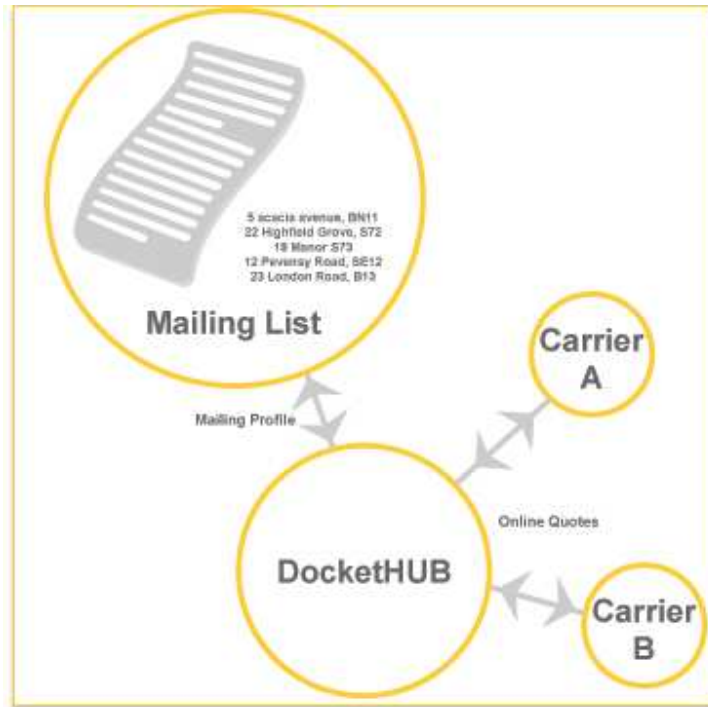 5 acacia avenue, BN11
22 Highfield Grove, S72
18 Manor S73
12 Pevensy Road, SE12
23 London Road, B13
Mailing List
Carrier
A
Mailing Profile
Online Quotes
DocketHUB
Carrier
B